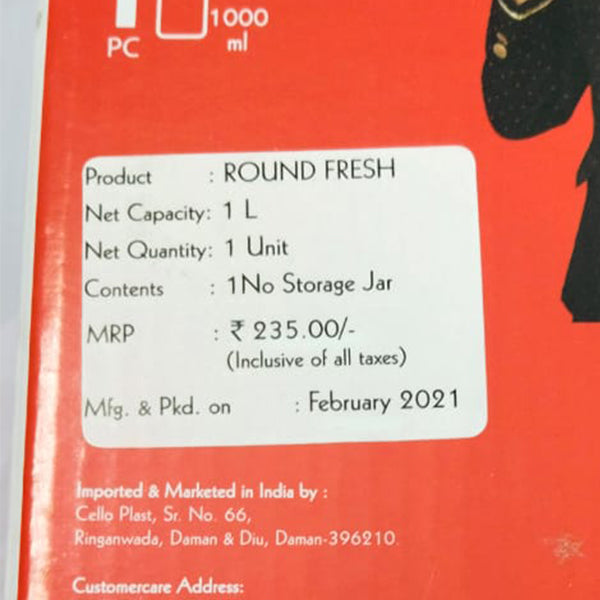 1000
PC ml
Product : ROUND FRESH
Net Capacity: 1 L
Net Quantity: 1 Unit
Contents : 1No Storage Jar
MRP : ₹ 235.00/-
(Inclusive of all taxes)
Mfg. & Pkd. on : February 2021
Imported & Marketed in India by :
Cello Plast, Sr. No. 66,
Ringanwada, Daman & Diu, Daman-396210.
Customercare Address: